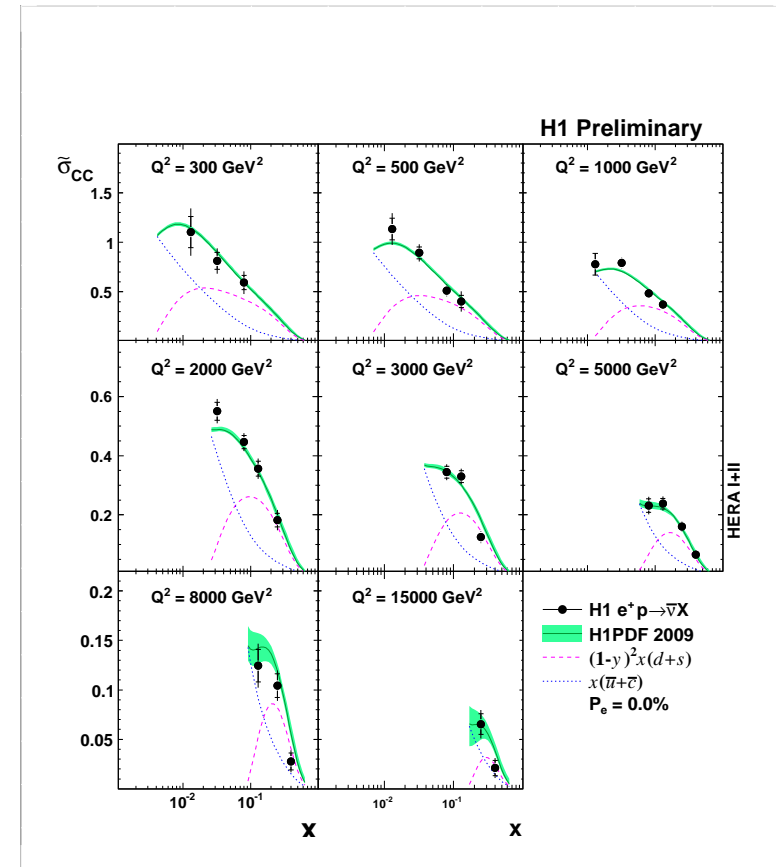 H1 Preliminary
σ̃CC
Q² = 300 GeV²
Q² = 500 GeV²
Q² = 1000 GeV²
1.5
1
0.5
Q² = 2000 GeV²
Q² = 3000 GeV²
Q² = 5000 GeV²
0.6
0.4
0.2
HERA I+II
Q² = 8000 GeV²
Q² = 15000 GeV²
0.2
0.15
0.1
0.05
H1 e⁺p→ν̅X
H1PDF 2009
(1-y)²x(d+s)
x(u̅+c̅)
Pe = 0.0%
10⁻² 10⁻¹ 10⁻² 10⁻¹
x x